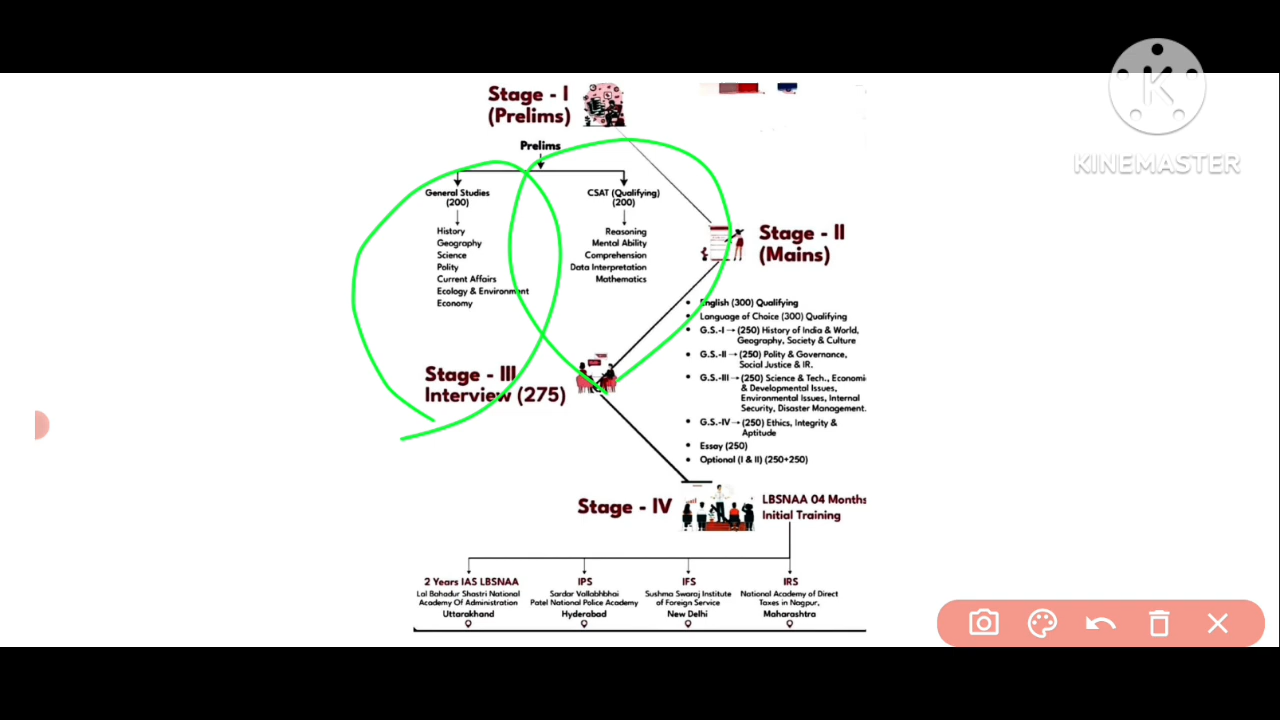 Stage - I
(Prelims)
Prelims
General Studies
(200)
History
Geography
Science
Polity
Current Affairs
Ecology & Environment
Economy
CSAT (Qualifying)
(200)
Reasoning
Mental Ability
Comprehension
Data Interpretation
Mathematics
Stage - II
(Mains)
English (300) Qualifying
Language of Choice (300) Qualifying
G.S.-I → (250) History of India & World,
Geography, Society & Culture
G.S.-II → (250) Polity & Governance,
Social Justice & IR.
G.S.-III → (250) Science & Tech., Economi
& Developmental Issues,
Environmental Issues, Internal
Security, Disaster Management.
G.S.-IV → (250) Ethics, Integrity &
Aptitude
Essay (250)
Optional (I & II) (250+250)
Stage - III
Interview (275)
Stage - IV
LBSNAA 04 Months
Initial Training
2 Years IAS LBSNAA
Lal Bahadur Shastri National
Academy Of Administration
Uttarakhand
IPS
Sardar Vallabhbhai
Patel National Police Academy
Hyderabad
IFS
Sushma Swaraj Institute
of Foreign Service
New Delhi
IRS
National Academy of Direct
Taxes in Nagpur,
Maharashtra
K
KINEMASTER